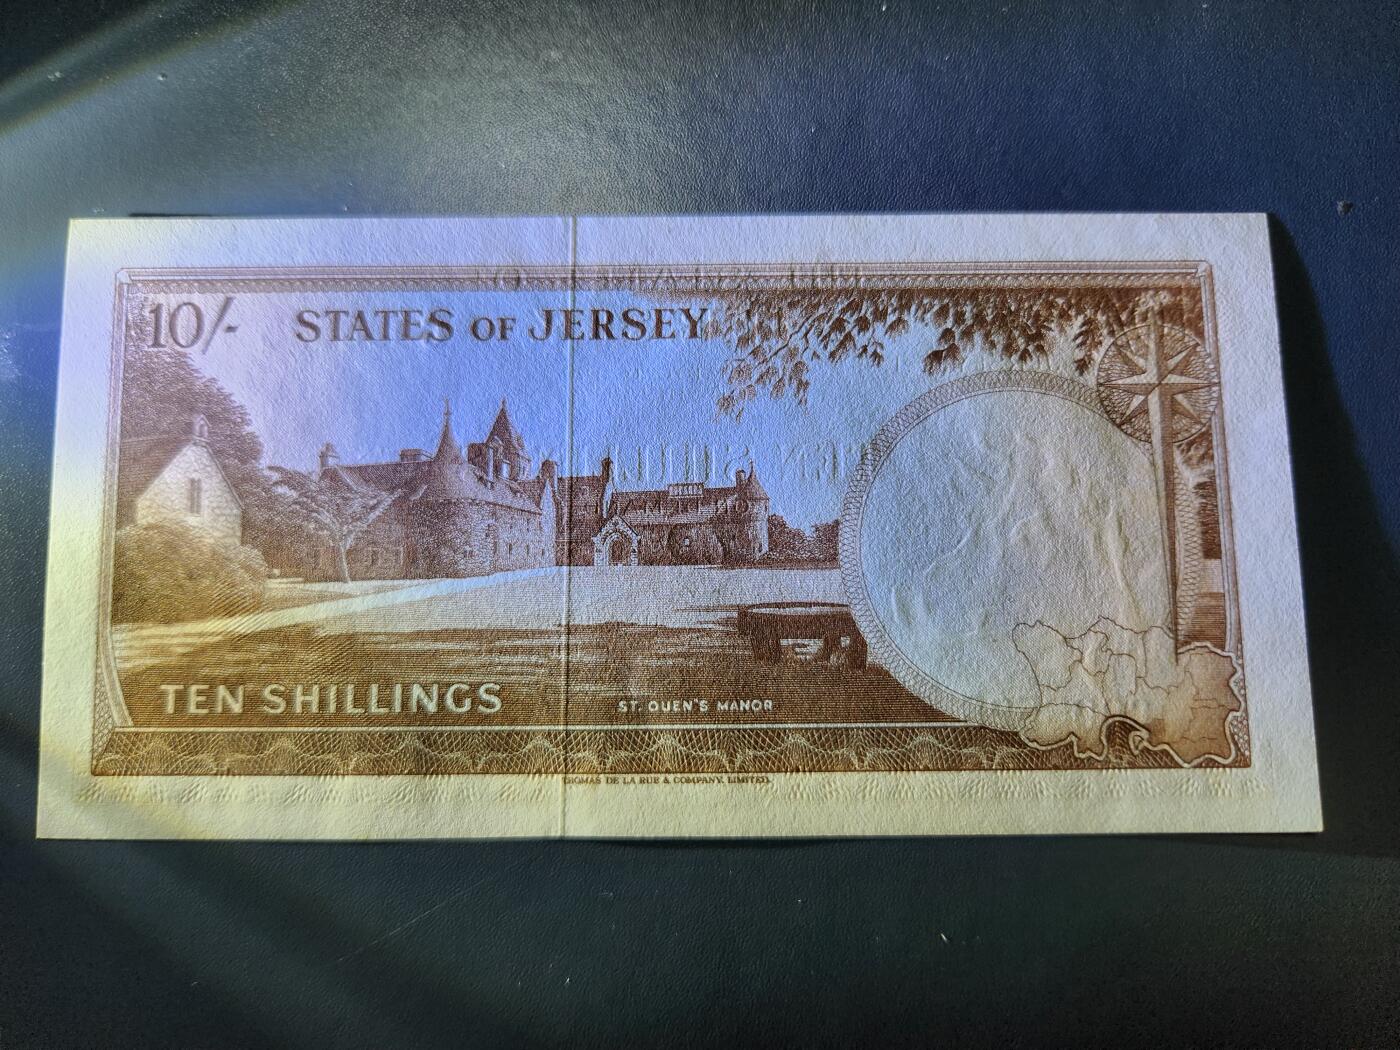 10/-
STATES OF JERSEY
TEN SHILLINGS
ST. OUEN'S MANOR
THOMAS DE LA RUE & COMPANY, LIMITED.